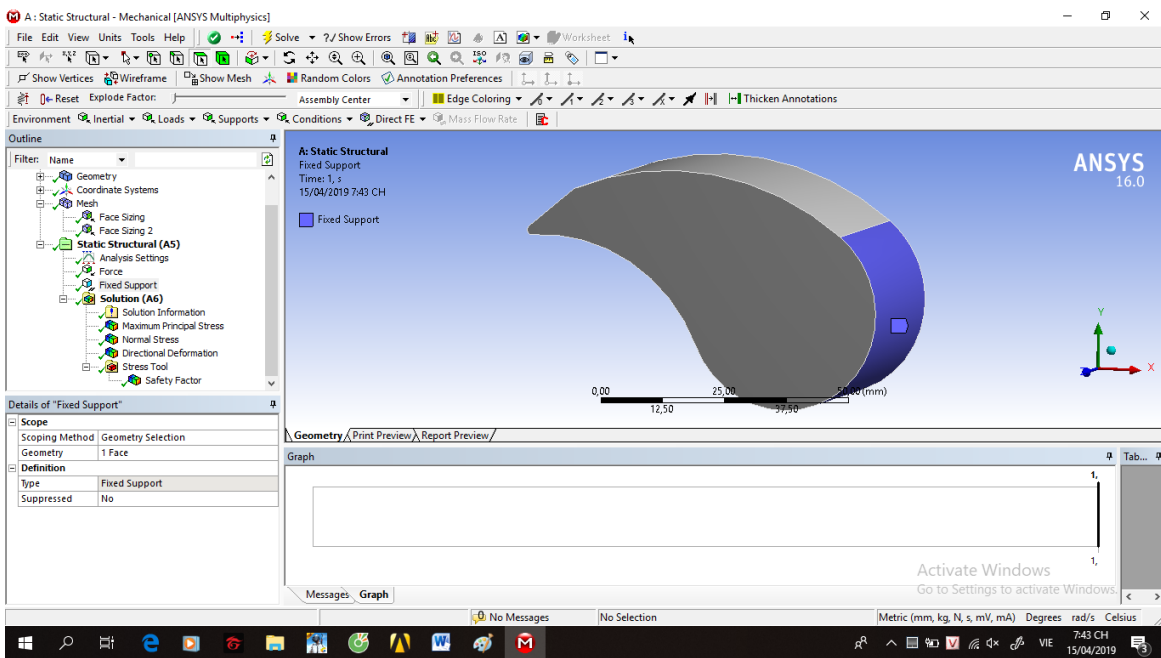 A : Static Structural - Mechanical [ANSYS Multiphysics]
File Edit View Units Tools Help Solve ?/ Show Errors Worksheet
Show Vertices Wireframe Show Mesh Random Colors Annotation Preferences
Reset Explode Factor: Assembly Center Edge Coloring Thicken Annotations
Environment Inertial Loads Supports Conditions Direct FE Mass Flow Rate
Outline
Filter: Name
Geometry
Coordinate Systems
Mesh
Face Sizing
Face Sizing 2
Static Structural (A5)
Analysis Settings
Force
Fixed Support
Solution (A6)
Solution Information
Maximum Principal Stress
Normal Stress
Directional Deformation
Stress Tool
Safety Factor
Details of "Fixed Support"
Scope
Scoping Method Geometry Selection
Geometry 1 Face
Definition
Type Fixed Support
Suppressed No
A: Static Structural
Fixed Support
Time: 1, s
15/04/2019 7:43 CH
Fixed Support
ANSYS
16.0
Y
X
0,00 25,00 50,00 (mm)
12,50 37,50
Geometry Print Preview Report Preview
Graph Tab...
1,
1,
Activate Windows
Go to Settings to activate Windows.
Messages Graph
No Messages No Selection Metric (mm, kg, N, s, mV, mA) Degrees rad/s Celsius
VIE 7:43 CH
15/04/2019
3